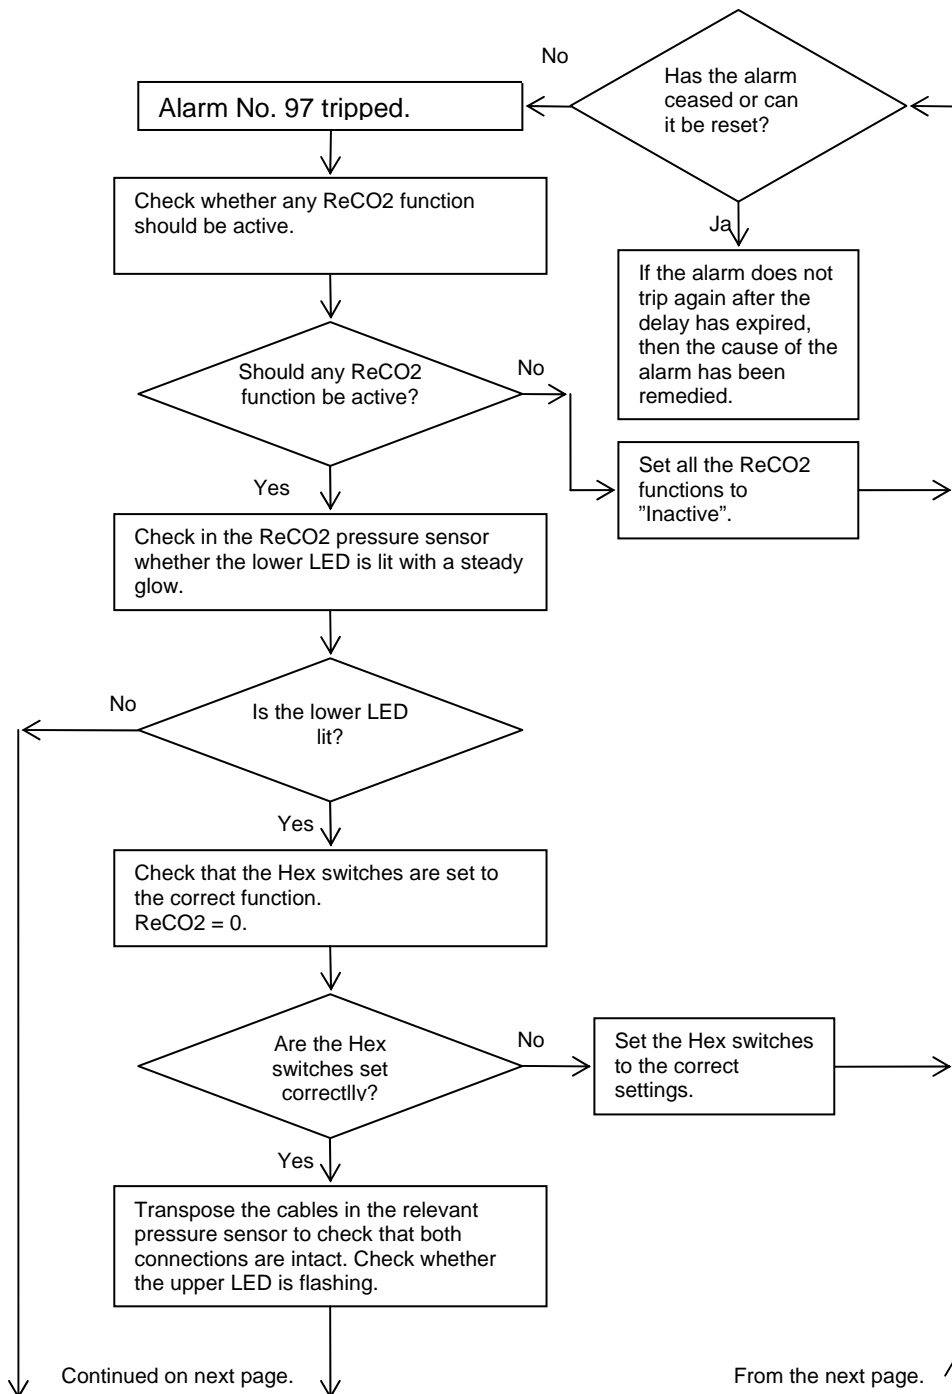 No
Has the alarm
ceased or can
it be reset?
Alarm No. 97 tripped.
Check whether any ReCO2 function
should be active.
Ja
If the alarm does not
trip again after the
delay has expired,
then the cause of the
alarm has been
remedied.
Should any ReCO2
function be active?
No
Set all the ReCO2
functions to
”Inactive”.
Yes
Check in the ReCO2 pressure sensor
whether the lower LED is lit with a steady
glow.
No
Is the lower LED
lit?
Yes
Check that the Hex switches are set to
the correct function.
ReCO2 = 0.
Are the Hex
switches set
correctlly?
No
Set the Hex switches
to the correct
settings.
Yes
Transpose the cables in the relevant
pressure sensor to check that both
connections are intact. Check whether
the upper LED is flashing.
Continued on next page.
From the next page.